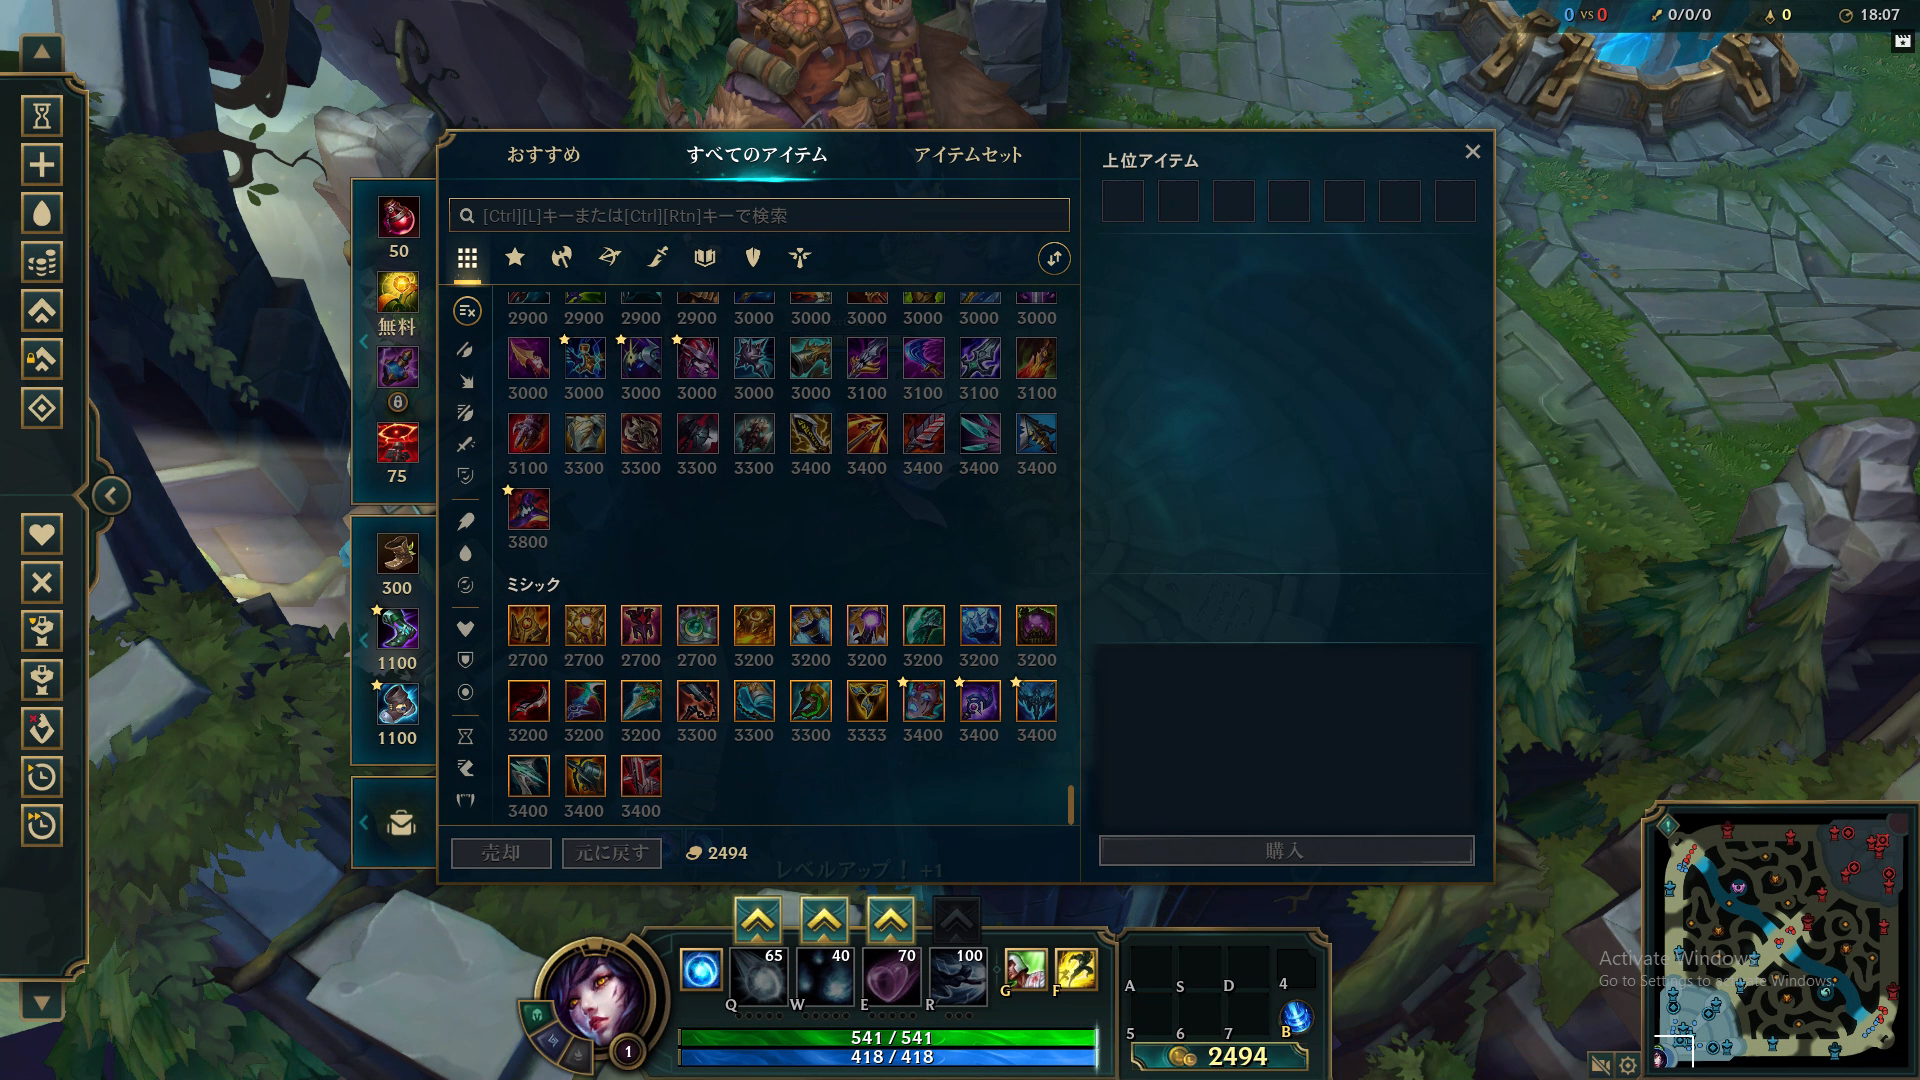 0 vs 0
0/0/0
0
18:07
おすすめ
すべてのアイテム
アイテムセット
上位アイテム
[Ctrl][L]キーまたは[Ctrl][Rtn]キーで検索
50
無料
75
300
1100
1100
2900 2900 2900 2900 3000 3000 3000 3000 3000 3000
3000 3000 3000 3000 3000 3000 3100 3100 3100 3100
3100 3300 3300 3300 3300 3400 3400 3400 3400 3400
3800
ミシック
2700 2700 2700 2700 3200 3200 3200 3200 3200 3200
3200 3200 3200 3300 3300 3300 3333 3400 3400 3400
3400 3400 3400
売却
元に戻す
2494
購入
レベルアップ！ +1
65 40 70 100
Q W E R
G F
A S D 4
5 6 7 B
1
541 / 541
418 / 418
2494
Activate Windows
Go to Settings to activate Windows.